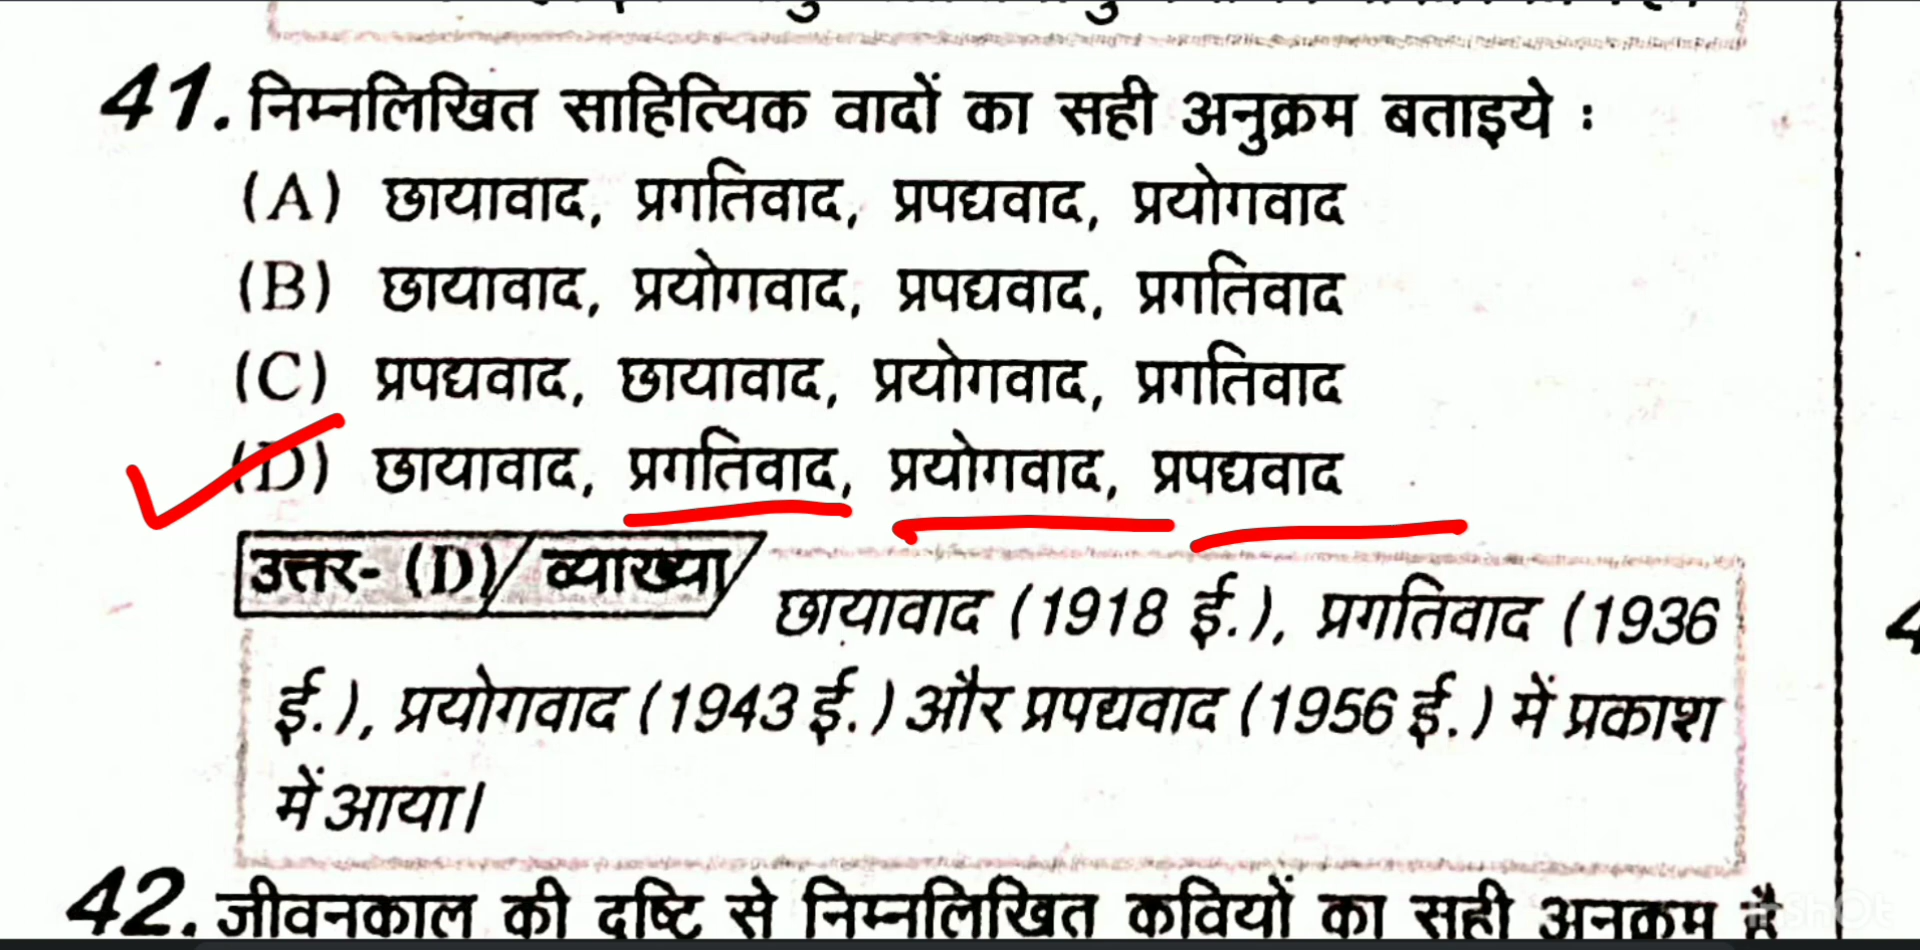 41. निम्नलिखित साहित्यिक वादों का सही अनुक्रम बताइये :
(A) छायावाद, प्रगतिवाद, प्रपद्यवाद, प्रयोगवाद
(B) छायावाद, प्रयोगवाद, प्रपद्यवाद, प्रगतिवाद
(C) प्रपद्यवाद, छायावाद, प्रयोगवाद, प्रगतिवाद
(D) छायावाद, प्रगतिवाद, प्रयोगवाद, प्रपद्यवाद
उत्तर- (D) व्याख्या छायावाद (1918 ई.), प्रगतिवाद (1936
ई.), प्रयोगवाद (1943 ई.) और प्रपद्यवाद (1956 ई.) में प्रकाश
में आया।
42. जीवनकाल की दृष्टि से निम्नलिखित कवियों का सही अनुक्रम है